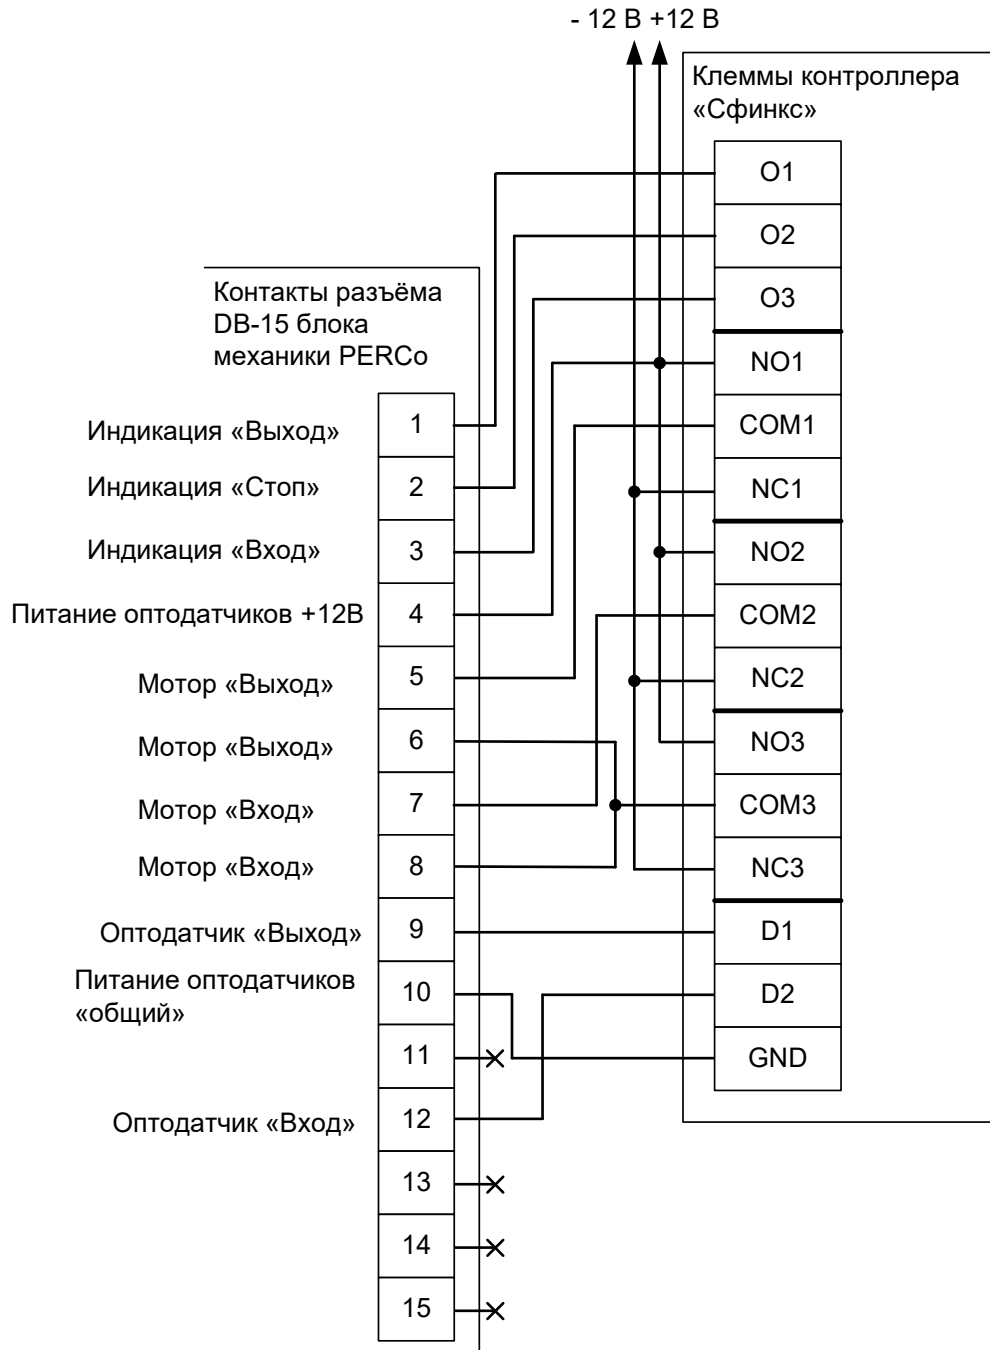 - 12 В +12 В
Клеммы контроллера
«Сфинкс»
O1
O2
O3
NO1
COM1
NC1
NO2
COM2
NC2
NO3
COM3
NC3
D1
D2
GND
Контакты разъёма
DB-15 блока
механики PERCo
Индикация «Выход» 1
Индикация «Стоп» 2
Индикация «Вход» 3
Питание оптодатчиков +12В 4
Мотор «Выход» 5
Мотор «Выход» 6
Мотор «Вход» 7
Мотор «Вход» 8
Оптодатчик «Выход» 9
Питание оптодатчиков
«общий»
10
11
Оптодатчик «Вход» 12
13
14
15